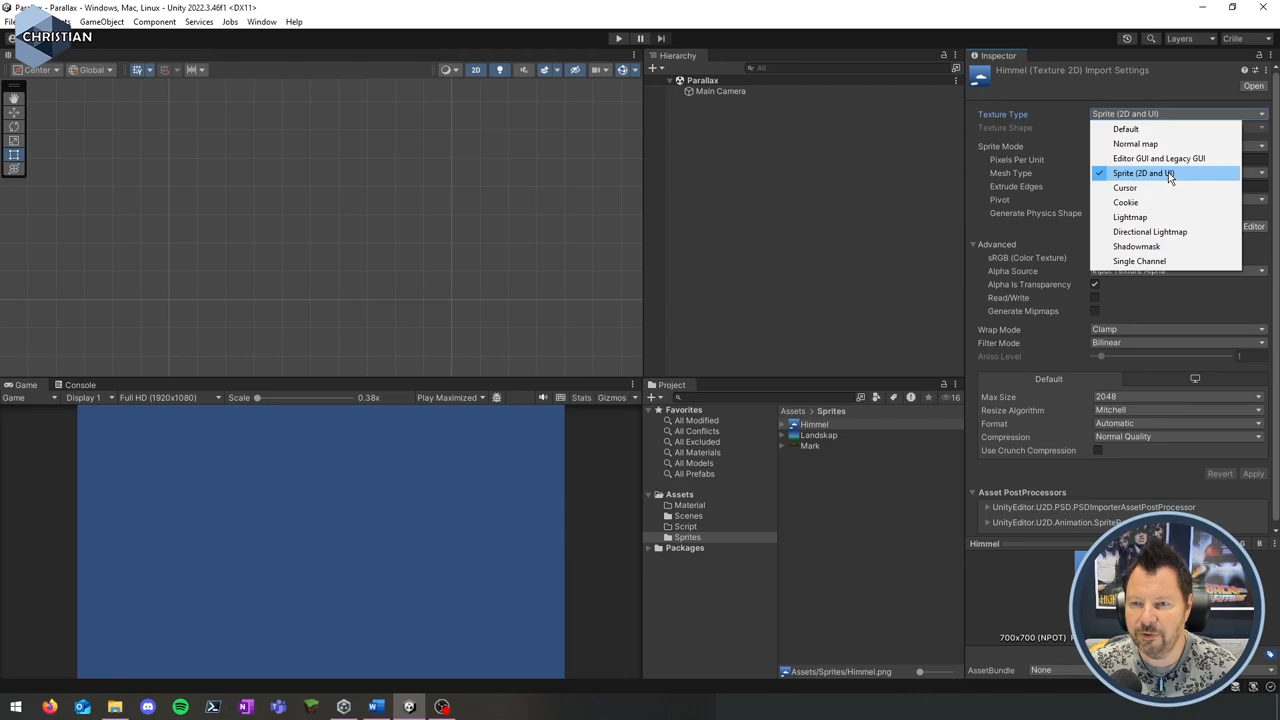 Parallax - Parallax - Windows, Mac, Linux - Unity 2022.3.46f1 <DX11>
GameObject Component Services Jobs Window Help
CHRISTIAN
Layers Crille
Center Global 2D
Hierarchy
All
Parallax
Main Camera
Inspector
Himmel (Texture 2D) Import Settings
Open
Texture Type Sprite (2D and UI)
Texture Shape
Sprite Mode
Pixels Per Unit
Mesh Type
Extrude Edges
Pivot
Generate Physics Shape
Default
Normal map
Editor GUI and Legacy GUI
Sprite (2D and UI)
Cursor
Cookie
Lightmap
Directional Lightmap
Shadowmask
Single Channel
Editor
Advanced
sRGB (Color Texture)
Alpha Source Input Texture Alpha
Alpha Is Transparency
Read/Write
Generate Mipmaps
Wrap Mode Clamp
Filter Mode Bilinear
Aniso Level 1
Default
Max Size 2048
Resize Algorithm Mitchell
Format Automatic
Compression Normal Quality
Use Crunch Compression
Revert Apply
Asset PostProcessors
UnityEditor.U2D.PSD.PSDImporterAssetPostProcessor
Himmel
700x700 (NPOT)
AssetBundle None
Game Console
Game Display 1 Full HD (1920x1080) Scale 0.38x Play Maximized Stats Gizmos
Project
16
Favorites
All Modified
All Conflicts
All Excluded
All Materials
All Models
All Prefabs
Assets
Material
Scenes
Script
Sprites
Packages
Assets > Sprites
Himmel
Landskap
Mark
Assets/Sprites/Himmel.png